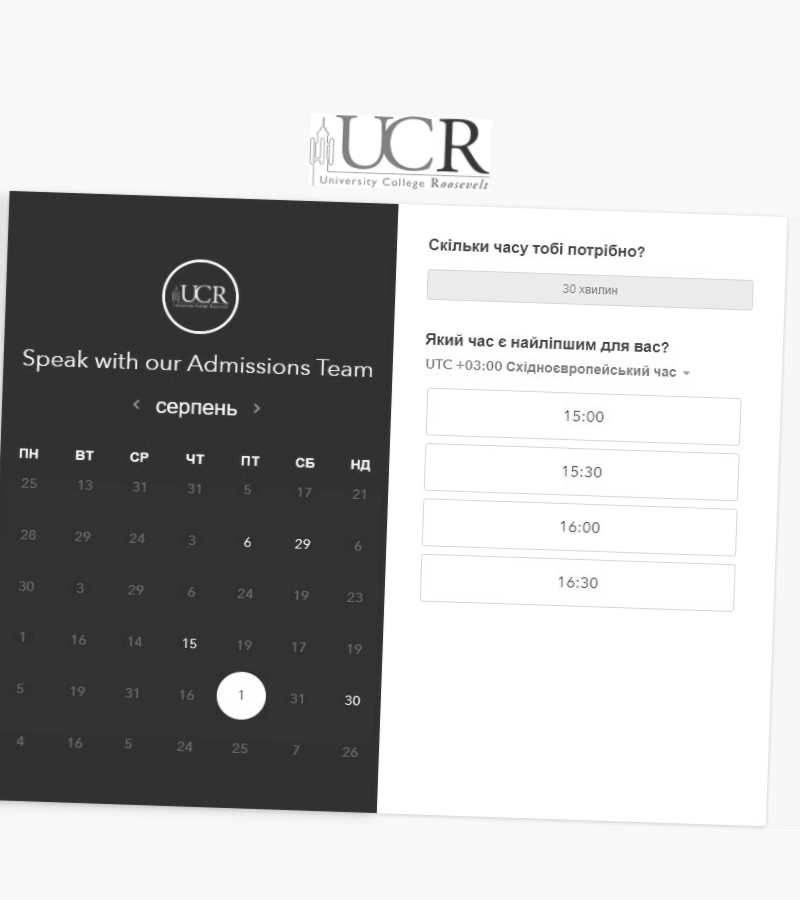 UCR
University College Roosevelt
UCR
Speak with our Admissions Team
серпень
ПН ВТ СР ЧТ ПТ СБ НД
25 13 31 31 5 17 21
28 29 24 3 6 29 6
30 3 29 6 24 19 23
1 16 14 15 19 17 19
5 19 31 16 1 31 30
4 16 5 24 25 7 26
Скільки часу тобі потрібно?
30 хвилин
Який час є найліпшим для вас?
UTC +03:00 Східноєвропейський час
15:00
15:30
16:00
16:30